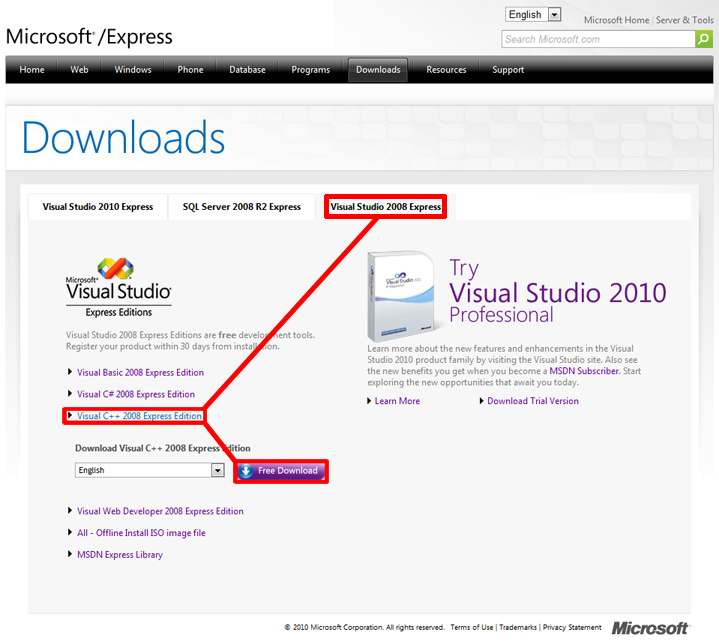 English
Microsoft Home | Server & Tools
Microsoft®/Express
Search Microsoft.com
Home Web Windows Phone Database Programs Downloads Resources Support
Downloads
Visual Studio 2010 Express SQL Server 2008 R2 Express Visual Studio 2008 Express
Microsoft®
Visual Studio®
Express Editions
Visual Studio 2008 Express Editions are free development tools.
Register your product within 30 days from installation.
Visual Basic 2008 Express Edition
Visual C# 2008 Express Edition
Visual C++ 2008 Express Edition
Download Visual C++ 2008 Express Edition
English
Free Download
Visual Web Developer 2008 Express Edition
All - Offline Install ISO image file
MSDN Express Library
Try
Visual Studio 2010
Professional
Learn more about the new features and enhancements in the Visual
Studio 2010 product family by visiting the Visual Studio site. Also see
the new benefits you get when you become a MSDN Subscriber. Start
exploring the new opportunities that await you today.
Learn More Download Trial Version
© 2010 Microsoft Corporation. All rights reserved. Terms of Use | Trademarks | Privacy Statement Microsoft